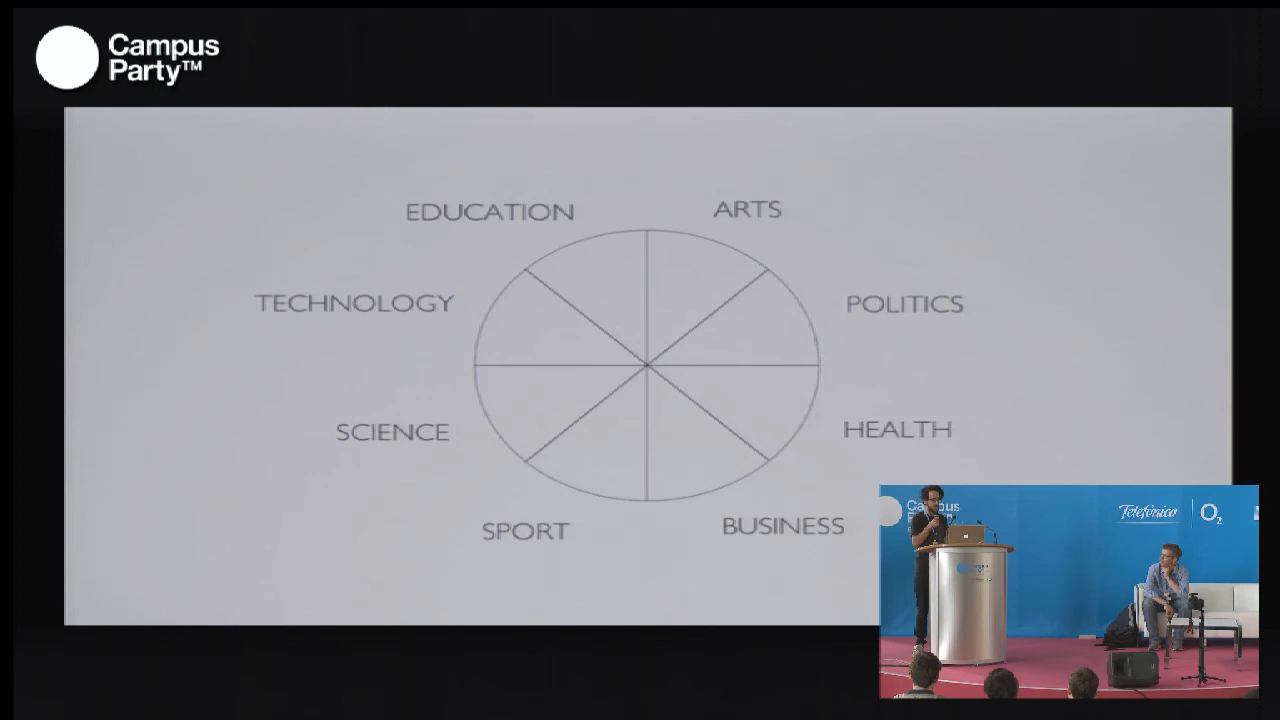 Campus
Party™
EDUCATION
ARTS
TECHNOLOGY
POLITICS
SCIENCE
HEALTH
SPORT
BUSINESS
Telefónica
O2